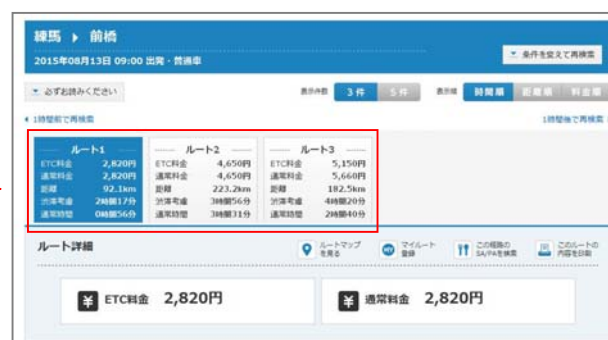 練馬 ▸ 前橋
2015年08月13日 09:00 出発・普通車
条件を変えて再検索
必ずお読みください
表示件数 3件 5件 表示順 時間順 距離順 料金順
1時間前で再検索 1時間後で再検索
ルート1 ルート2 ルート3
ETC料金 2,820円 ETC料金 4,650円 ETC料金 5,150円
通常料金 2,820円 通常料金 4,650円 通常料金 5,660円
距離 92.1km 距離 223.2km 距離 182.5km
渋滞考慮 2時間17分 渋滞考慮 3時間56分 渋滞考慮 4時間20分
通常時間 0時間56分 通常時間 3時間31分 通常時間 2時間40分
ルート詳細
ルートマップを見る
マイルート登録
この経路のSA/PAを検索
このルートの内容を印刷
¥ ETC料金 2,820円 ¥ 通常料金 2,820円